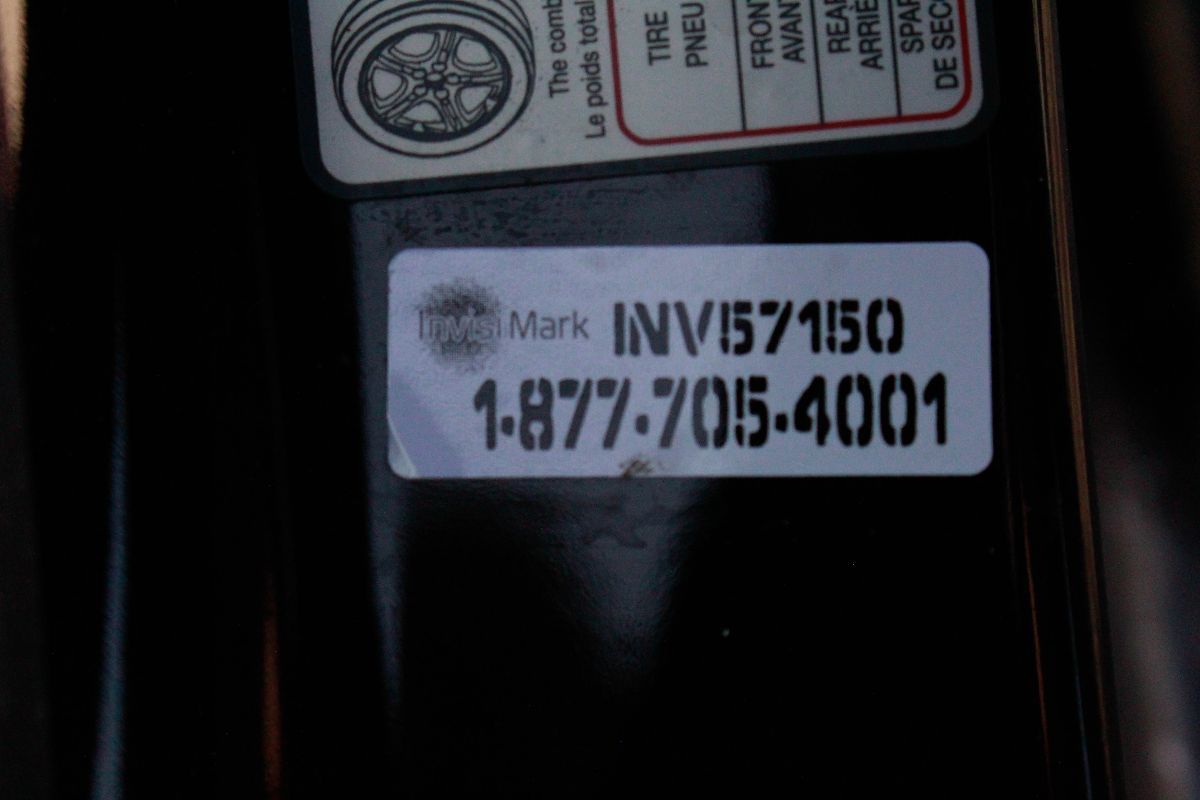 The comb
Le poids total
TIRE
PNEU
FRONT
AVANT
REAR
ARRIÈ
SPAR
DE SECO
InvisiMark INV57150
1-877-705-4001